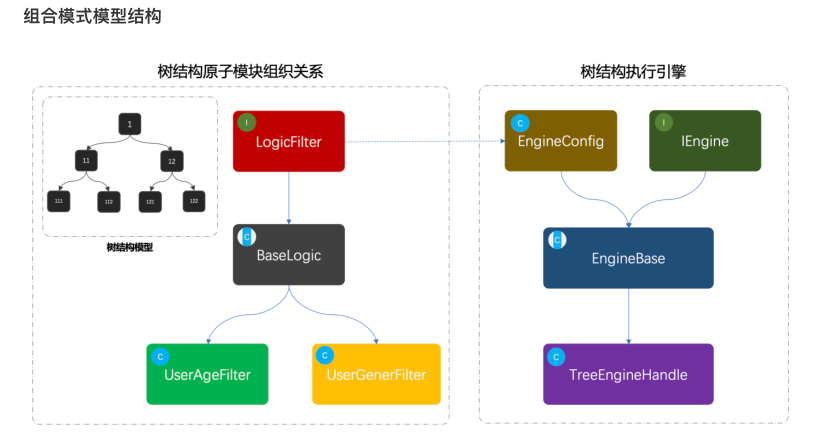 组合模式模型结构
树结构原子模块组织关系
树结构执行引擎
1
11
12
111
112
121
122
树结构模型
I
LogicFilter
C
BaseLogic
C
UserAgeFilter
C
UserGenerFilter
C
EngineConfig
I
IEngine
C
EngineBase
C
TreeEngineHandle